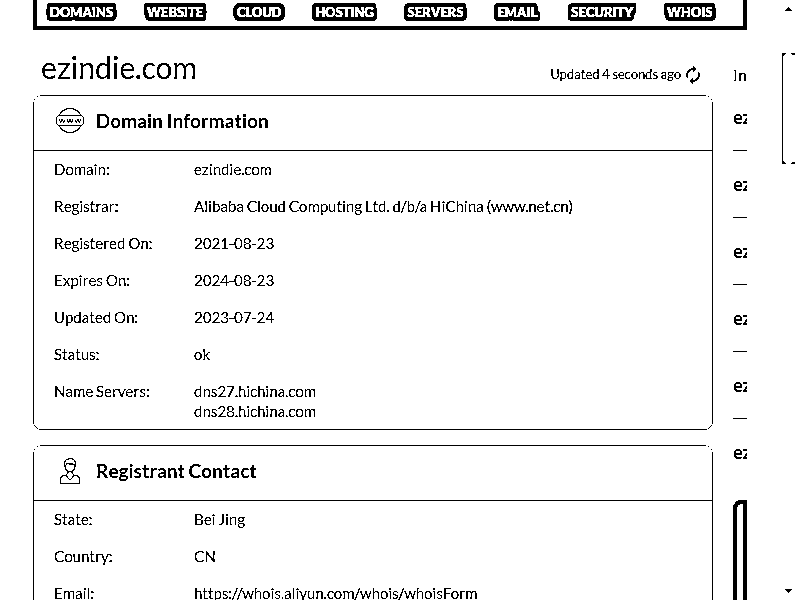 DOMAINS WEBSITE CLOUD HOSTING SERVERS EMAIL SECURITY WHOIS
ezindie.com
Updated 4 seconds ago
www
Domain Information
Domain: ezindie.com
Registrar: Alibaba Cloud Computing Ltd. d/b/a HiChina (www.net.cn)
Registered On: 2021-08-23
Expires On: 2024-08-23
Updated On: 2023-07-24
Status: ok
Name Servers: dns27.hichina.com
dns28.hichina.com
Registrant Contact
State: Bei Jing
Country: CN
Email: https://whois.aliyun.com/whois/whoisForm
In
ez
ez
ez
ez
ez
ez